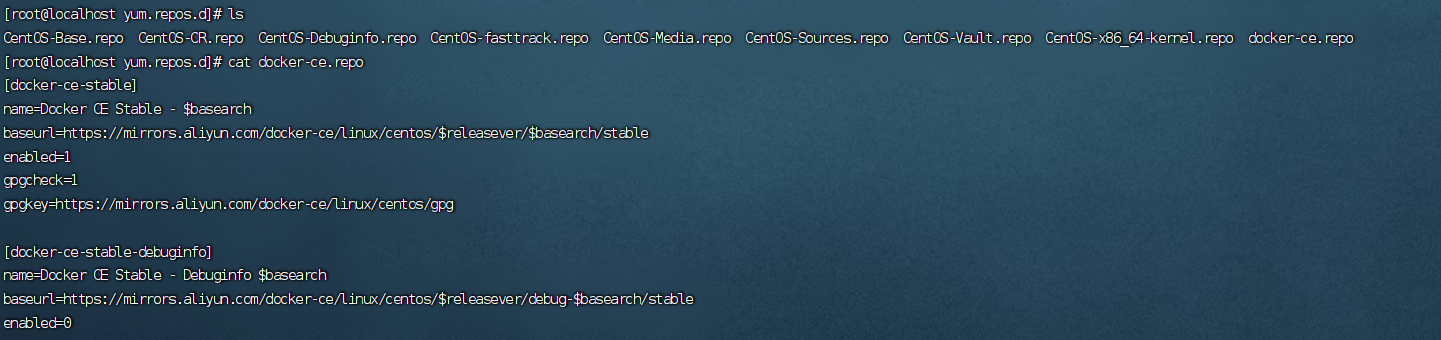 [root@localhost yum.repos.d]# ls
CentOS-Base.repo  CentOS-CR.repo  CentOS-Debuginfo.repo  CentOS-fasttrack.repo  CentOS-Media.repo  CentOS-Sources.repo  CentOS-Vault.repo  CentOS-x86_64-kernel.repo  docker-ce.repo
[root@localhost yum.repos.d]# cat docker-ce.repo
[docker-ce-stable]
name=Docker CE Stable - $basearch
baseurl=https://mirrors.aliyun.com/docker-ce/linux/centos/$releasever/$basearch/stable
enabled=1
gpgcheck=1
gpgkey=https://mirrors.aliyun.com/docker-ce/linux/centos/gpg

[docker-ce-stable-debuginfo]
name=Docker CE Stable - Debuginfo $basearch
baseurl=https://mirrors.aliyun.com/docker-ce/linux/centos/$releasever/debug-$basearch/stable
enabled=0